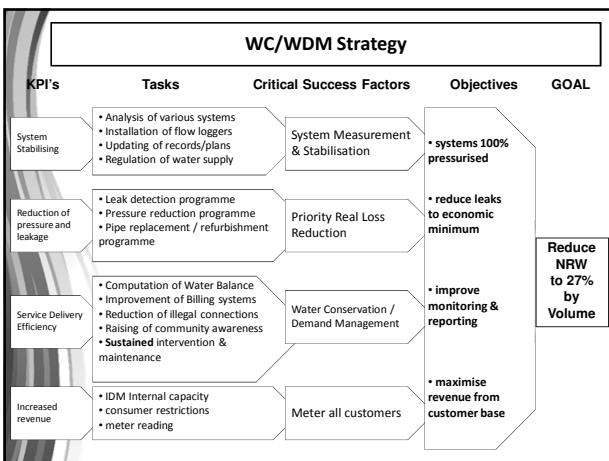 WC/WDM Strategy
KPI's
Tasks
Critical Success Factors
Objectives
GOAL
System
Stabilising
• Analysis of various systems
• Installation of flow loggers
• Updating of records/plans
• Regulation of water supply
System Measurement
& Stabilisation
• systems 100%
pressurised
Reduction of
pressure and
leakage
• Leak detection programme
• Pressure reduction programme
• Pipe replacement / refurbishment
programme
Priority Real Loss
Reduction
• reduce leaks
to economic
minimum
Service Delivery
Efficiency
• Computation of Water Balance
• Improvement of Billing systems
• Reduction of illegal connections
• Raising of community awareness
• Sustained intervention &
maintenance
Water Conservation /
Demand Management
• improve
monitoring &
reporting
Increased
revenue
• IDM Internal capacity
• consumer restrictions
• meter reading
Meter all customers
• maximise
revenue from
customer base
Reduce
NRW
to 27%
by
Volume